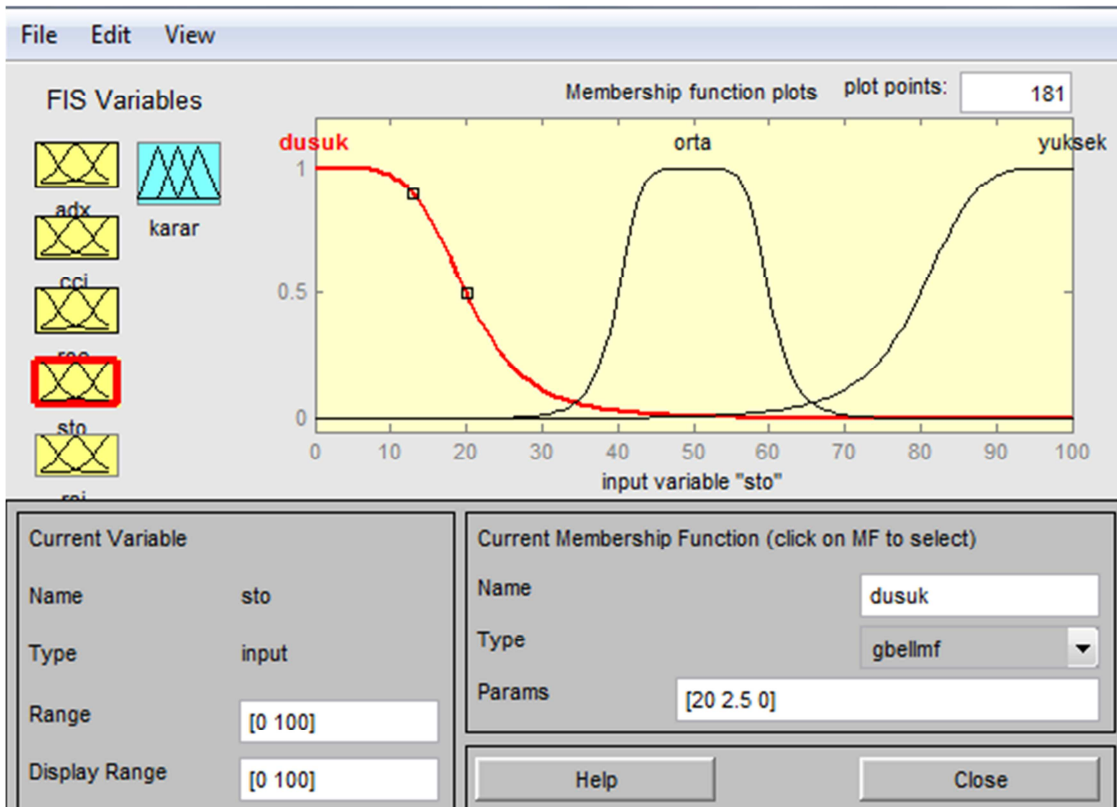 File Edit View
FIS Variables
Membership function plots plot points: 181
dusuk orta yuksek
1
0.5
0
0 10 20 30 40 50 60 70 80 90 100
input variable "sto"
adx
karar
cci
sto
Current Variable
Name sto
Type input
Range [0 100]
Display Range [0 100]
Current Membership Function (click on MF to select)
Name dusuk
Type gbellmf
Params [20 2.5 0]
Help Close